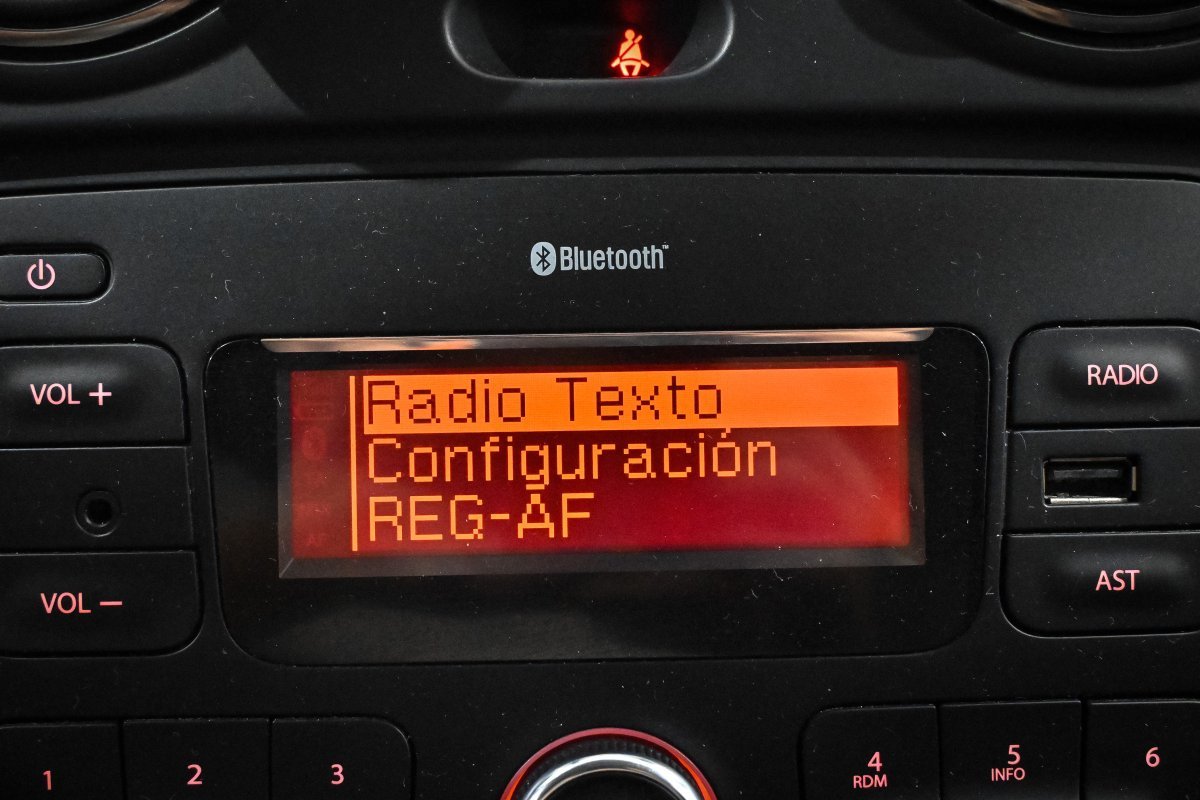 Bluetooth™
VOL +
Radio Texto
RADIO
Configuración
REG-AF
VOL –
AST
1
2
3
4
RDM
5
INFO
6